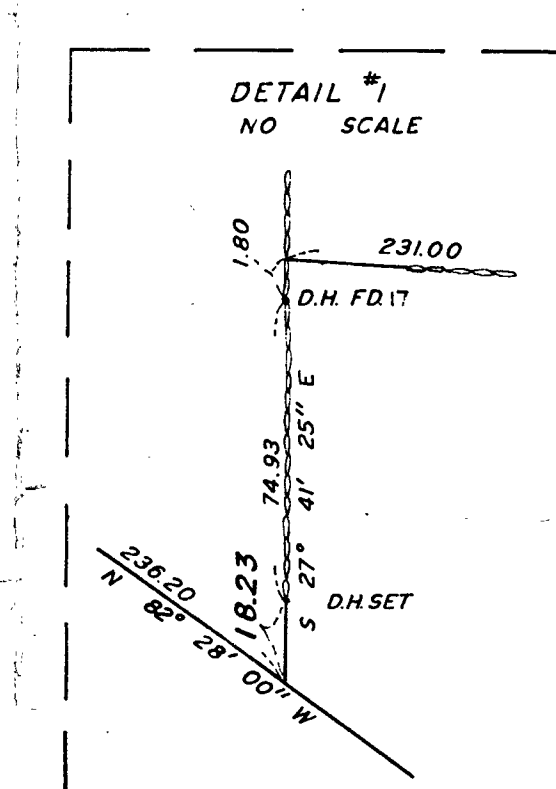 DETAIL #1
NO SCALE
1.80
231.00
D.H. FD. 17
74.93
S 27° 41' 25" E
236.20
N 82° 28' 00" W
18.23
D.H. SET